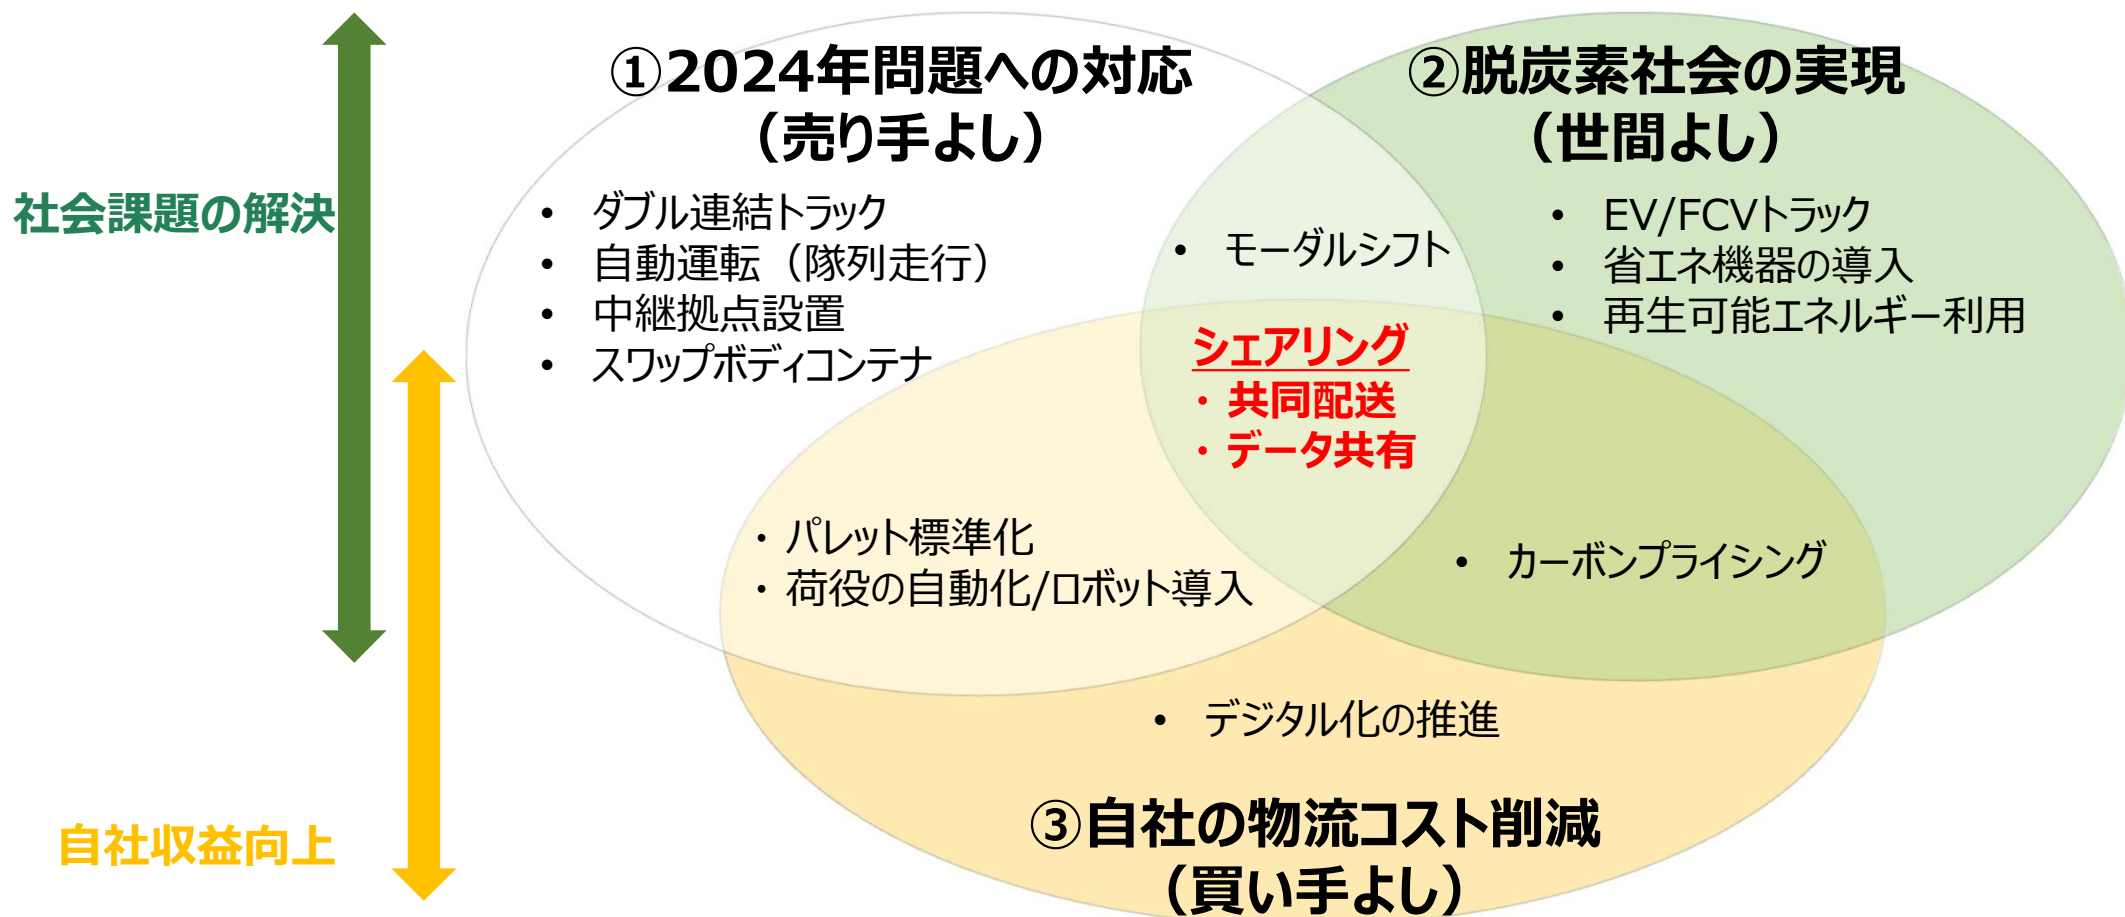 ①2024年問題への対応
（売り手よし）
②脱炭素社会の実現
（世間よし）
社会課題の解決
• ダブル連結トラック
• 自動運転（隊列走行）
• 中継拠点設置
• スワップボディコンテナ
• モーダルシフト
• EV/FCVトラック
• 省エネ機器の導入
• 再生可能エネルギー利用
シェアリング
・共同配送
・データ共有
・パレット標準化
・荷役の自動化/ロボット導入
• カーボンプライシング
• デジタル化の推進
自社収益向上
③自社の物流コスト削減
（買い手よし）